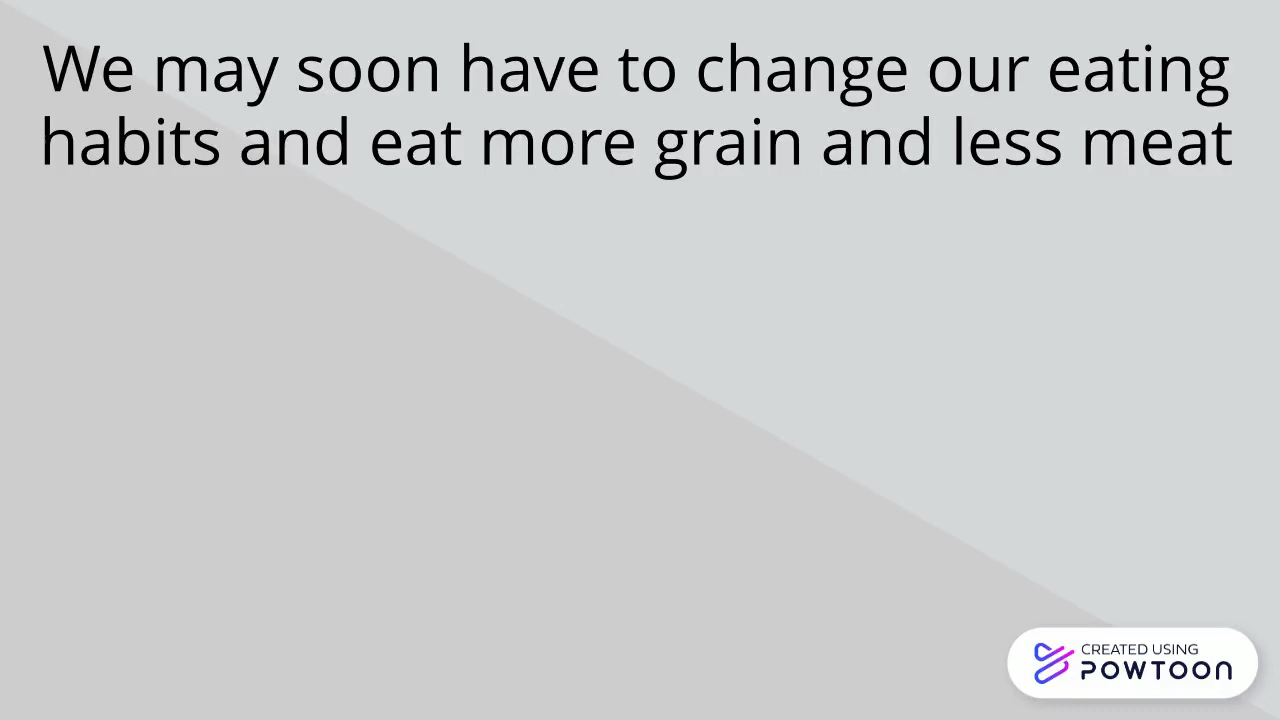 We may soon have to change our eating
habits and eat more grain and less meat
CREATED USING
POWTOON